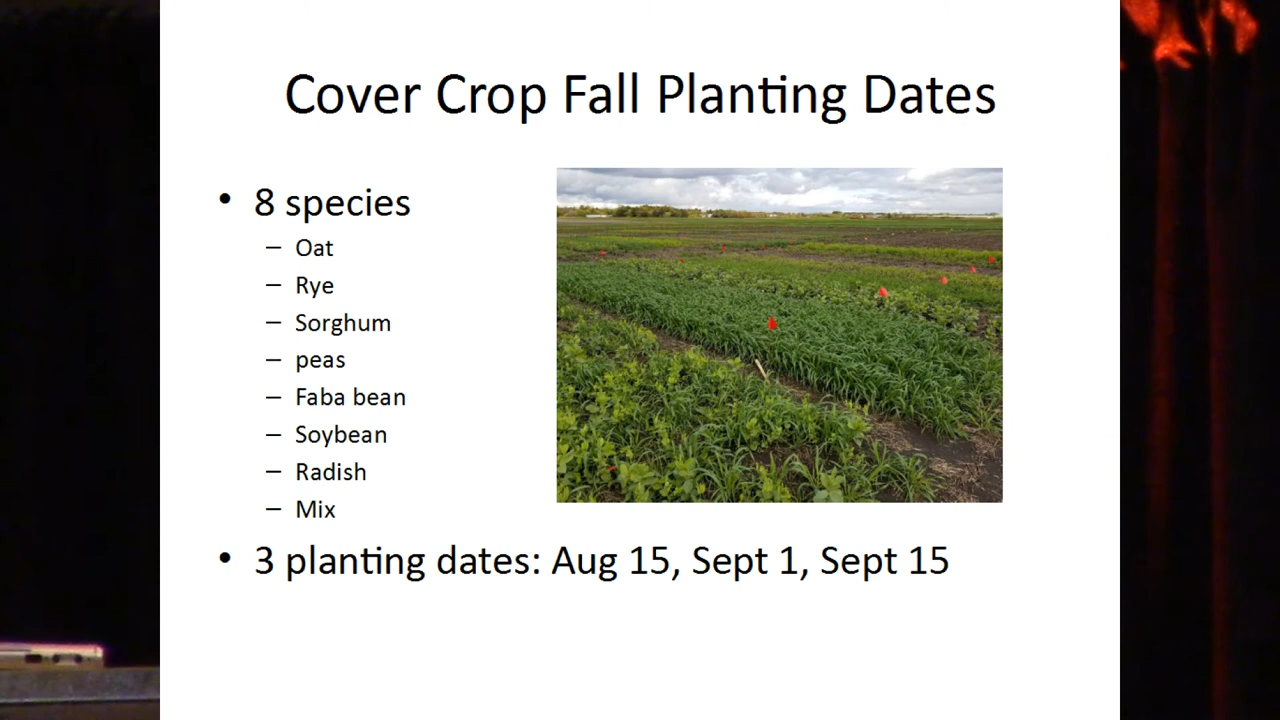 Cover Crop Fall Planting Dates
• 8 species
– Oat
– Rye
– Sorghum
– peas
– Faba bean
– Soybean
– Radish
– Mix
• 3 planting dates: Aug 15, Sept 1, Sept 15